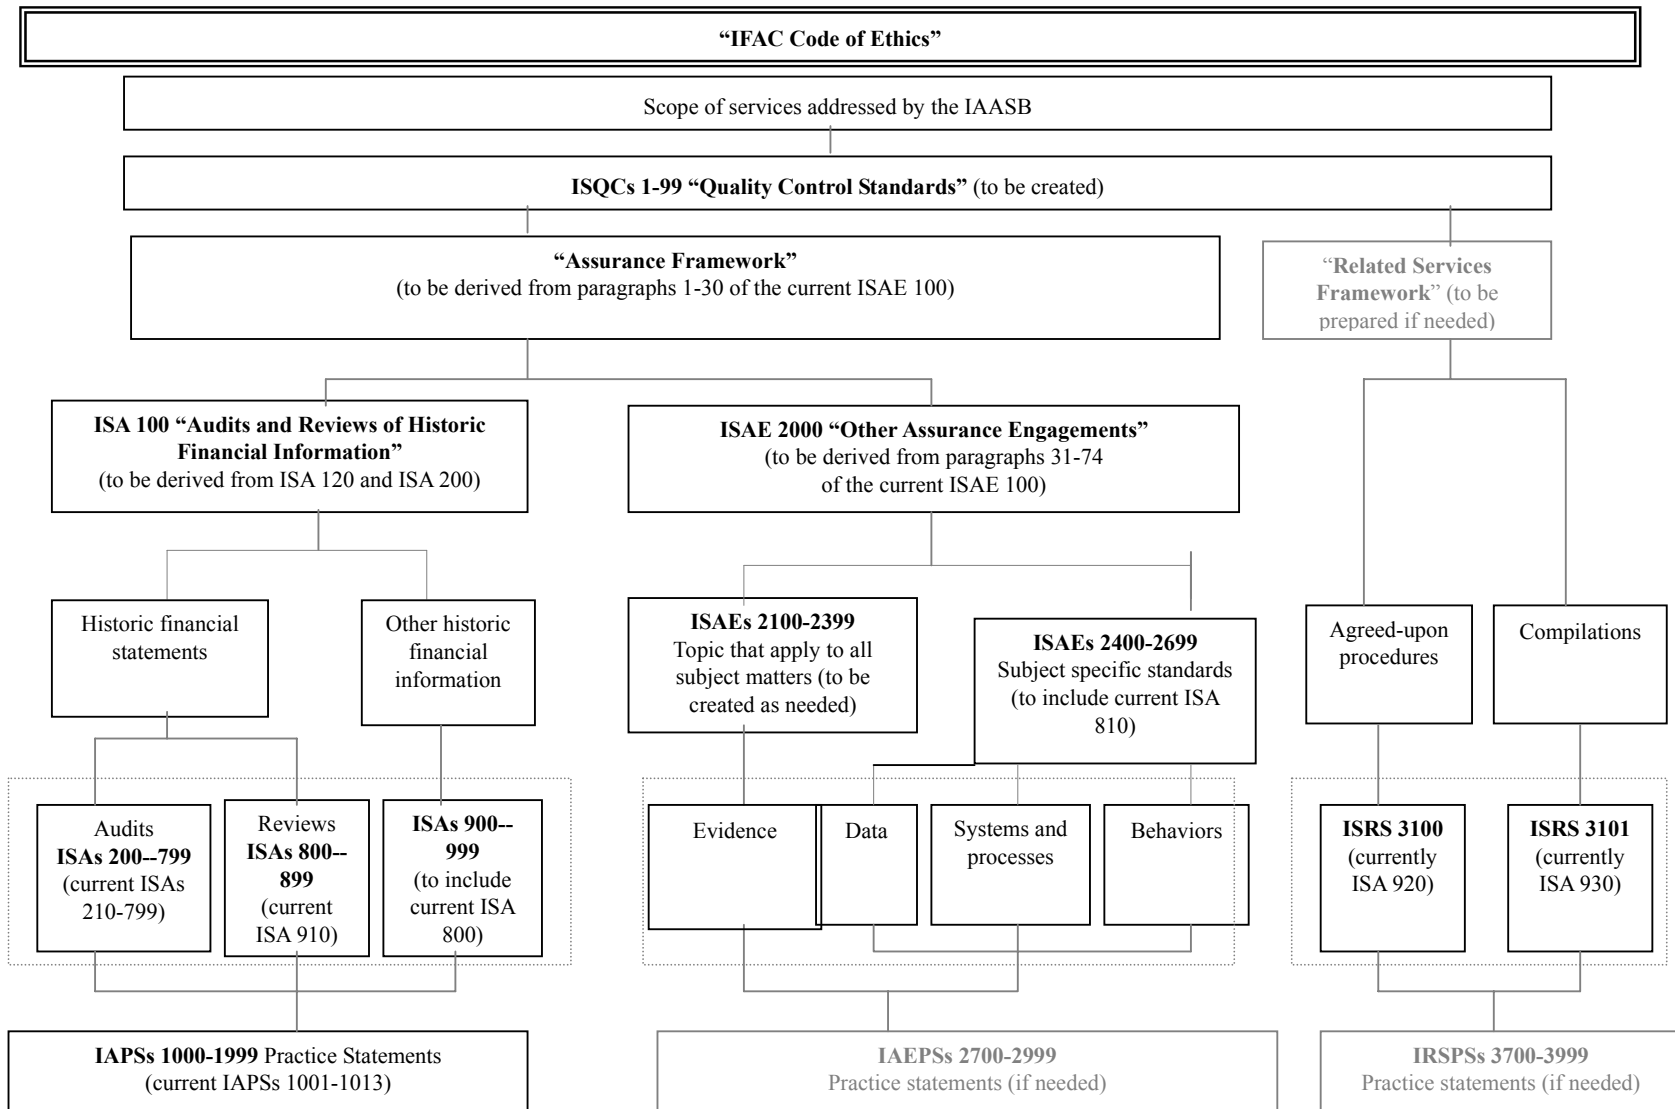 “IFAC Code of Ethics”
Scope of services addressed by the IAASB
ISQCs 1-99 “Quality Control Standards” (to be created)
“Assurance Framework”
(to be derived from paragraphs 1-30 of the current ISAE 100)
“Related Services
Framework” (to be
prepared if needed)
ISA 100 “Audits and Reviews of Historic
Financial Information”
(to be derived from ISA 120 and ISA 200)
ISAE 2000 “Other Assurance Engagements”
(to be derived from paragraphs 31-74
of the current ISAE 100)
Historic financial
statements
Other historic
financial
information
ISAEs 2100-2399
Topic that apply to all
subject matters (to be
created as needed)
ISAEs 2400-2699
Subject specific standards
(to include current ISA
810)
Agreed-upon
procedures
Compilations
Audits
ISAs 200--799
(current ISAs
210-799)
Reviews
ISAs 800--
899
(current
ISA 910)
ISAs 900--
999
(to include
current ISA
800)
Evidence
Data
Systems and
processes
Behaviors
ISRS 3100
(currently
ISA 920)
ISRS 3101
(currently
ISA 930)
IAPSs 1000-1999 Practice Statements
(current IAPSs 1001-1013)
IAEPSs 2700-2999
Practice statements (if needed)
IRSPSs 3700-3999
Practice statements (if needed)